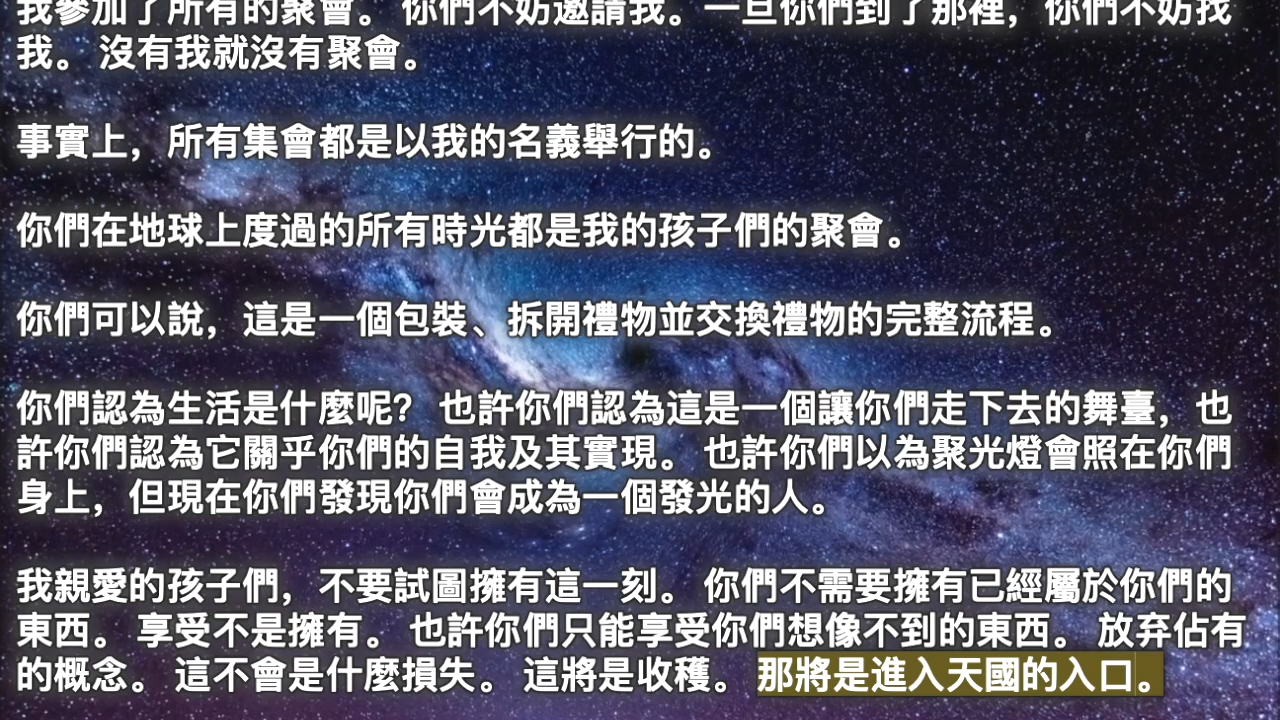 我參加了所有的聚會。 你們不妨邀請我。一旦你們到了那裡，你們不妨找
我。 沒有我就沒有聚會。
事實上，所有集會都是以我的名義舉行的。
你們在地球上度過的所有時光都是我的孩子們的聚會。
你們可以說，這是一個包裝、拆開禮物並交換禮物的完整流程。
你們認為生活是什麼呢？ 也許你們認為這是一個讓你們走下去的舞臺，也
許你們認為它關乎你們的自我及其實現。 也許你們以為聚光燈會照在你們
身上，但現在你們發現你們會成為一個發光的人。
我親愛的孩子們，不要試圖擁有這一刻。 你們不需要擁有已經屬於你們的
東西。 享受不是擁有。 也許你們只能享受你們想像不到的東西。 放弃佔有
的概念。 這不會是什麼損失。 這將是收穫。 那將是進入天國的入口。